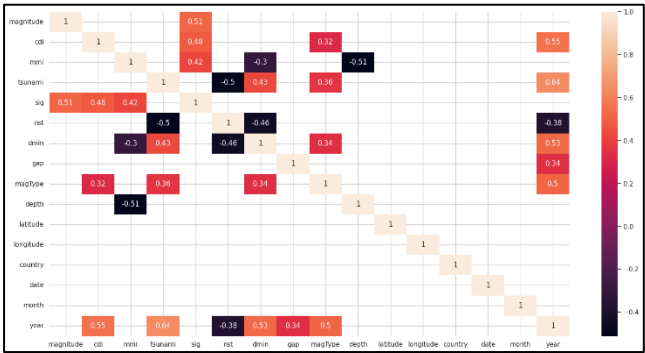 magnitude 1 0.51
cdi 1 0.48 0.32 0.55
mmi 1 0.42 -0.3 -0.51
tsunami 1 -0.5 0.43 0.36 0.64
sig 0.51 0.48 0.42 1
nst -0.5 1 -0.46 -0.38
dmin -0.3 0.43 -0.46 1 0.34 0.53
gap 1 0.34
magType 0.32 0.36 0.34 1 0.5
depth -0.51 1
latitude 1
longitude 1
country 1
date 1
month 1
year 0.55 0.64 -0.38 0.53 0.34 0.5 1
magnitude cdi mmi tsunami sig nst dmin gap magType depth latitude longitude country date month year
1.0
0.8
0.6
0.4
0.2
0.0
-0.2
-0.4